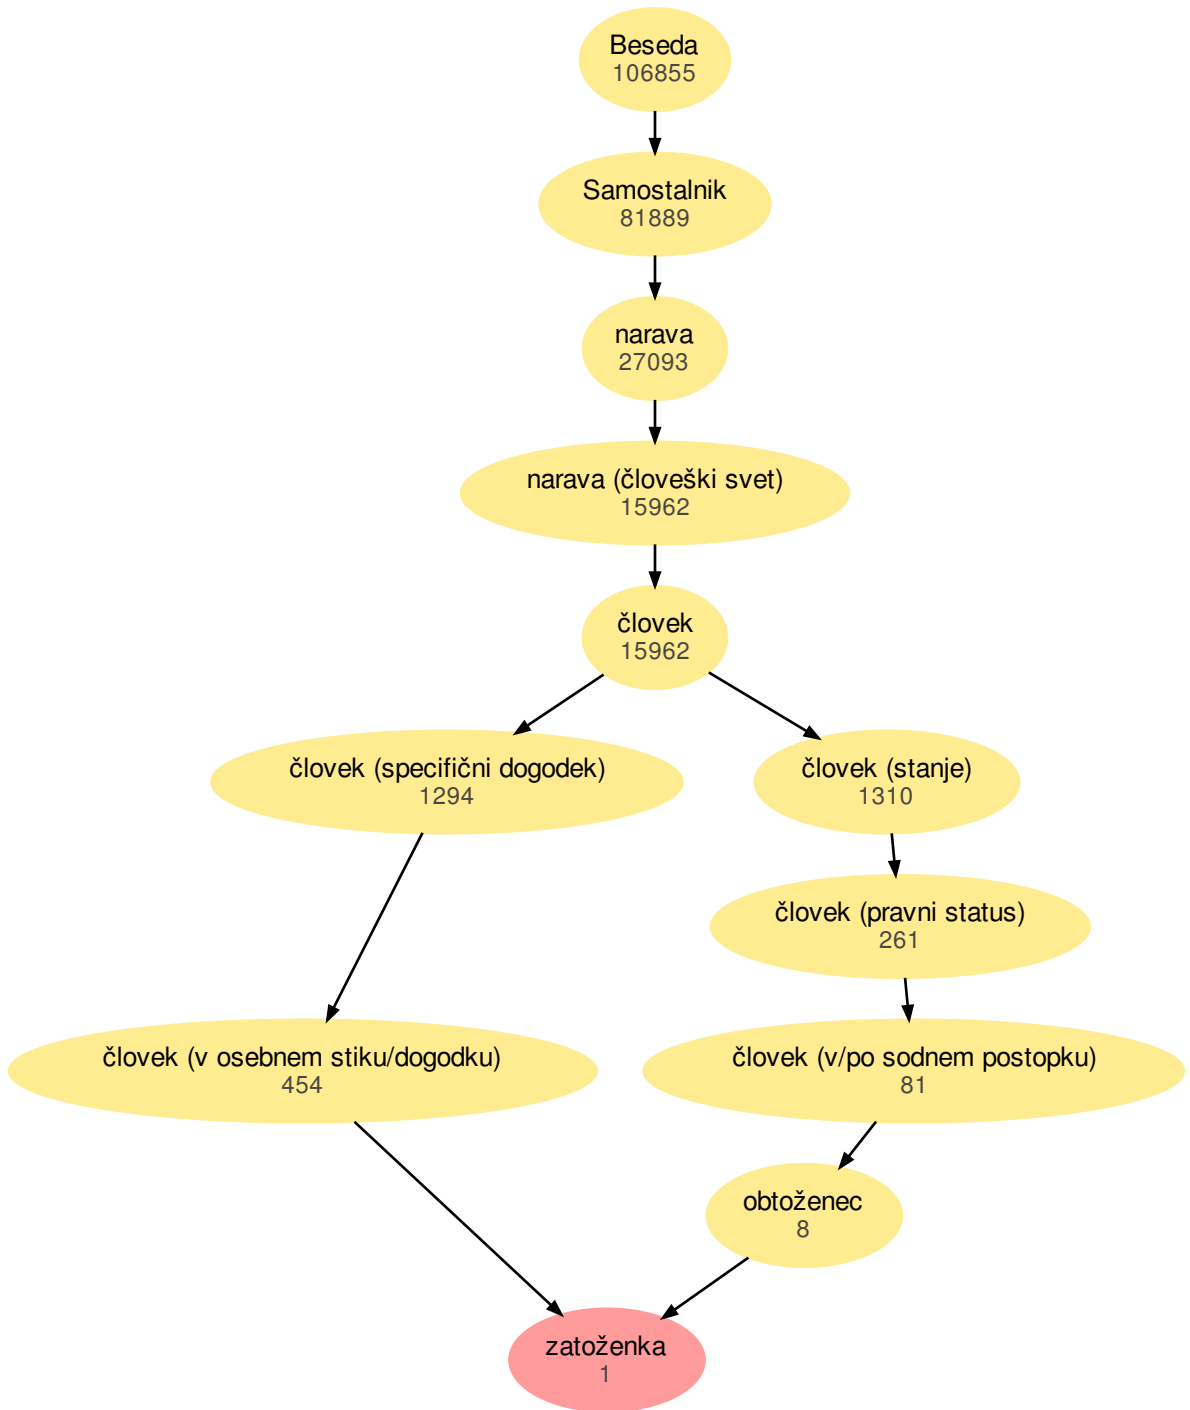 Beseda
106855
Samostalnik
81889
narava
27093
narava (človeški svet)
15962
človek
15962
človek (specifični dogodek)
1294
človek (stanje)
1310
človek (pravni status)
261
človek (v osebnem stiku/dogodku)
454
človek (v/po sodnem postopku)
81
obtoženec
8
zatoženka
1